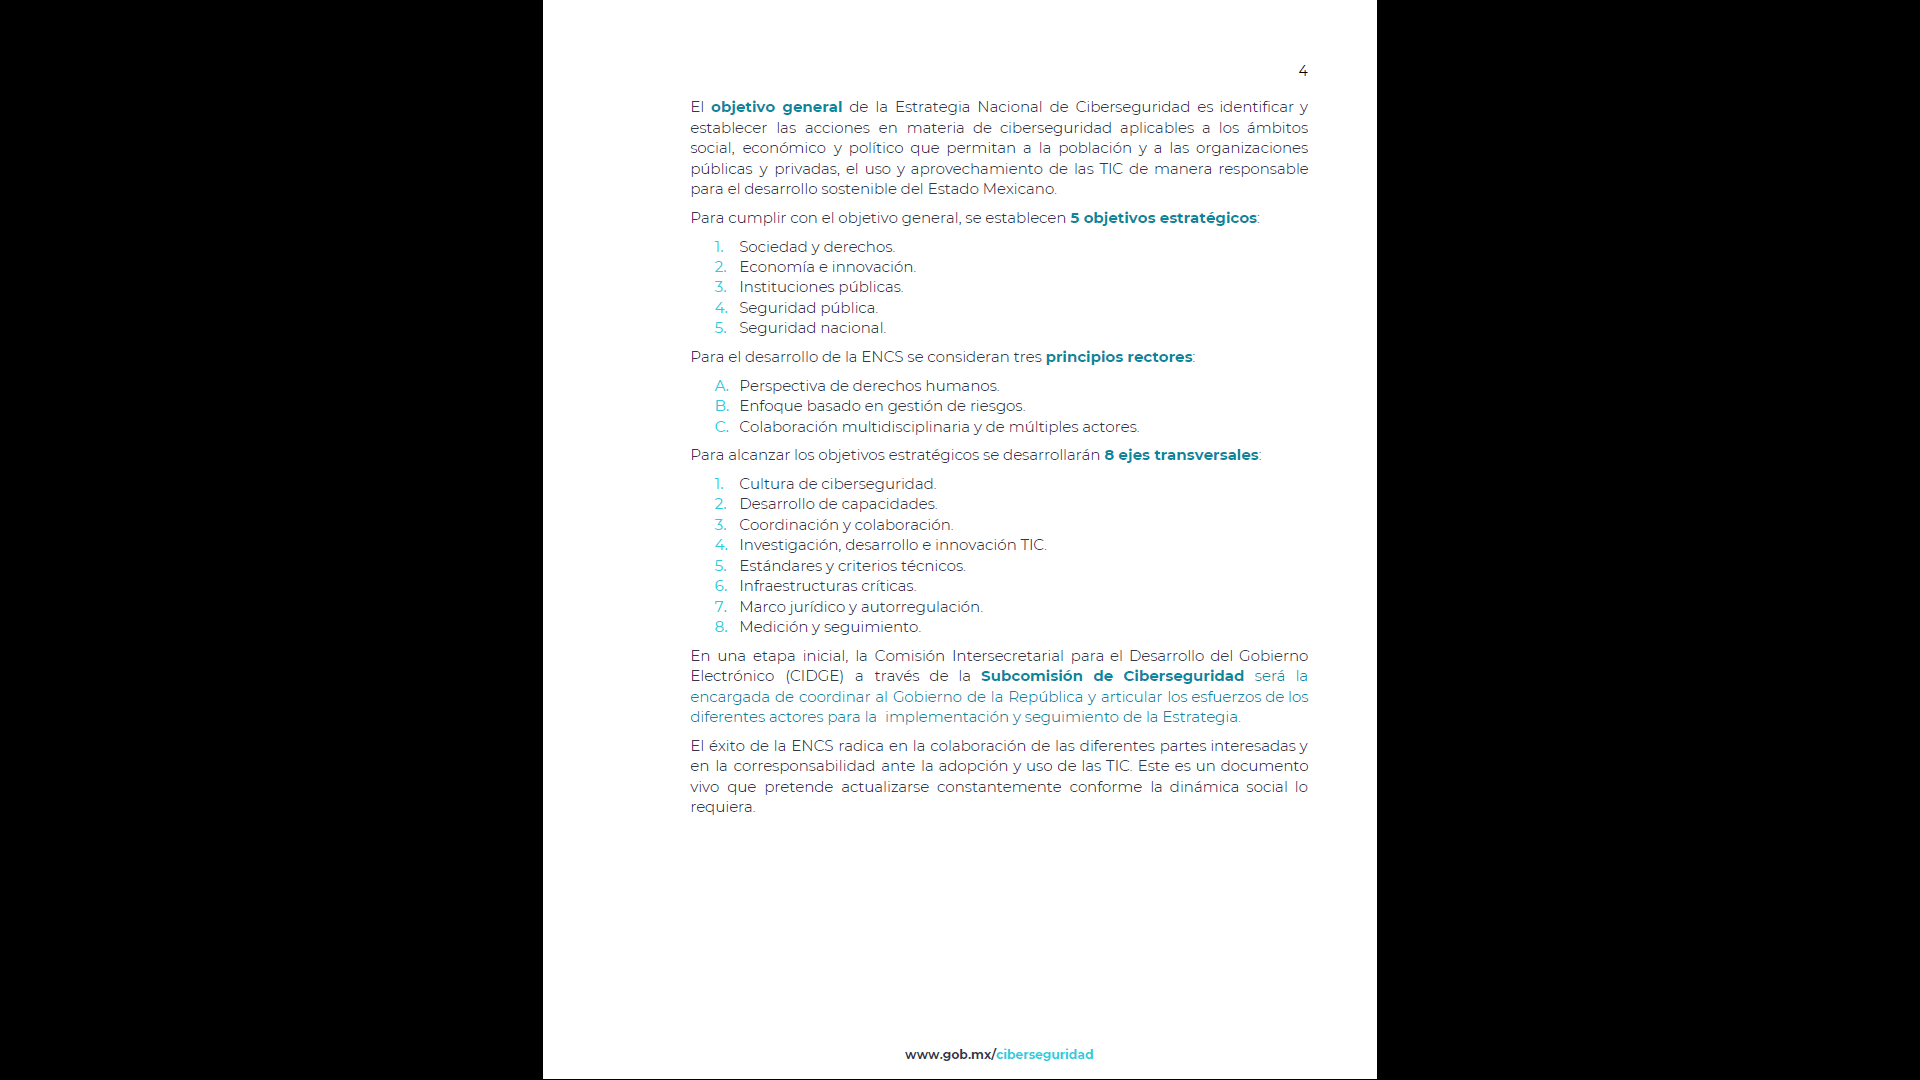 4
El objetivo general de la Estrategia Nacional de Ciberseguridad es identificar y
establecer las acciones en materia de ciberseguridad aplicables a los ámbitos
social, económico y político que permitan a la población y a las organizaciones
públicas y privadas, el uso y aprovechamiento de las TIC de manera responsable
para el desarrollo sostenible del Estado Mexicano.
Para cumplir con el objetivo general, se establecen 5 objetivos estratégicos:
1. Sociedad y derechos.
2. Economía e innovación.
3. Instituciones públicas.
4. Seguridad pública.
5. Seguridad nacional.
Para el desarrollo de la ENCS se consideran tres principios rectores:
A. Perspectiva de derechos humanos.
B. Enfoque basado en gestión de riesgos.
C. Colaboración multidisciplinaria y de múltiples actores.
Para alcanzar los objetivos estratégicos se desarrollarán 8 ejes transversales:
1. Cultura de ciberseguridad.
2. Desarrollo de capacidades.
3. Coordinación y colaboración.
4. Investigación, desarrollo e innovación TIC.
5. Estándares y criterios técnicos.
6. Infraestructuras críticas.
7. Marco jurídico y autorregulación.
8. Medición y seguimiento.
En una etapa inicial, la Comisión Intersecretarial para el Desarrollo del Gobierno
Electrónico (CIDGE) a través de la Subcomisión de Ciberseguridad será la
encargada de coordinar al Gobierno de la República y articular los esfuerzos de los
diferentes actores para la implementación y seguimiento de la Estrategia.
El éxito de la ENCS radica en la colaboración de las diferentes partes interesadas y
en la corresponsabilidad ante la adopción y uso de las TIC. Este es un documento
vivo que pretende actualizarse constantemente conforme la dinámica social lo
requiera.
www.gob.mx/ciberseguridad